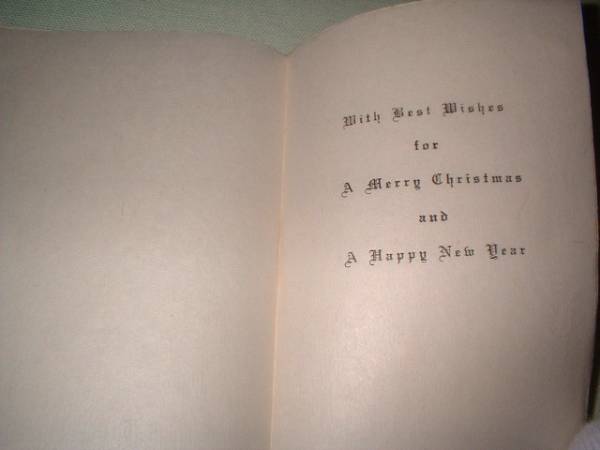 With Best Wishes
for
A Merry Christmas
and
A Happy New Year